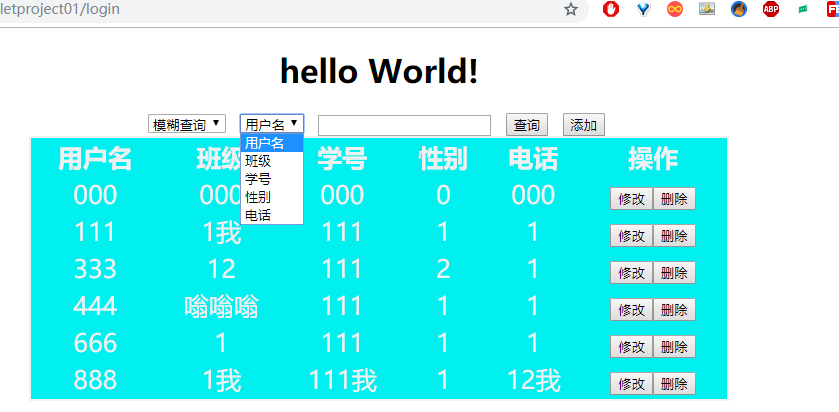 letproject01/login
ABP
hello World!
模糊查询 用户名 查询 添加
用户名
班级
学号
性别
电话
用户名 班级 学号 性别 电话 操作
000 000 000 0 000 修改 删除
111 1我 111 1 1 修改 删除
333 12 111 2 1 修改 删除
444 嗡嗡嗡 111 1 1 修改 删除
666 1 111 1 1 修改 删除
888 1我 111我 1 12我 修改 删除